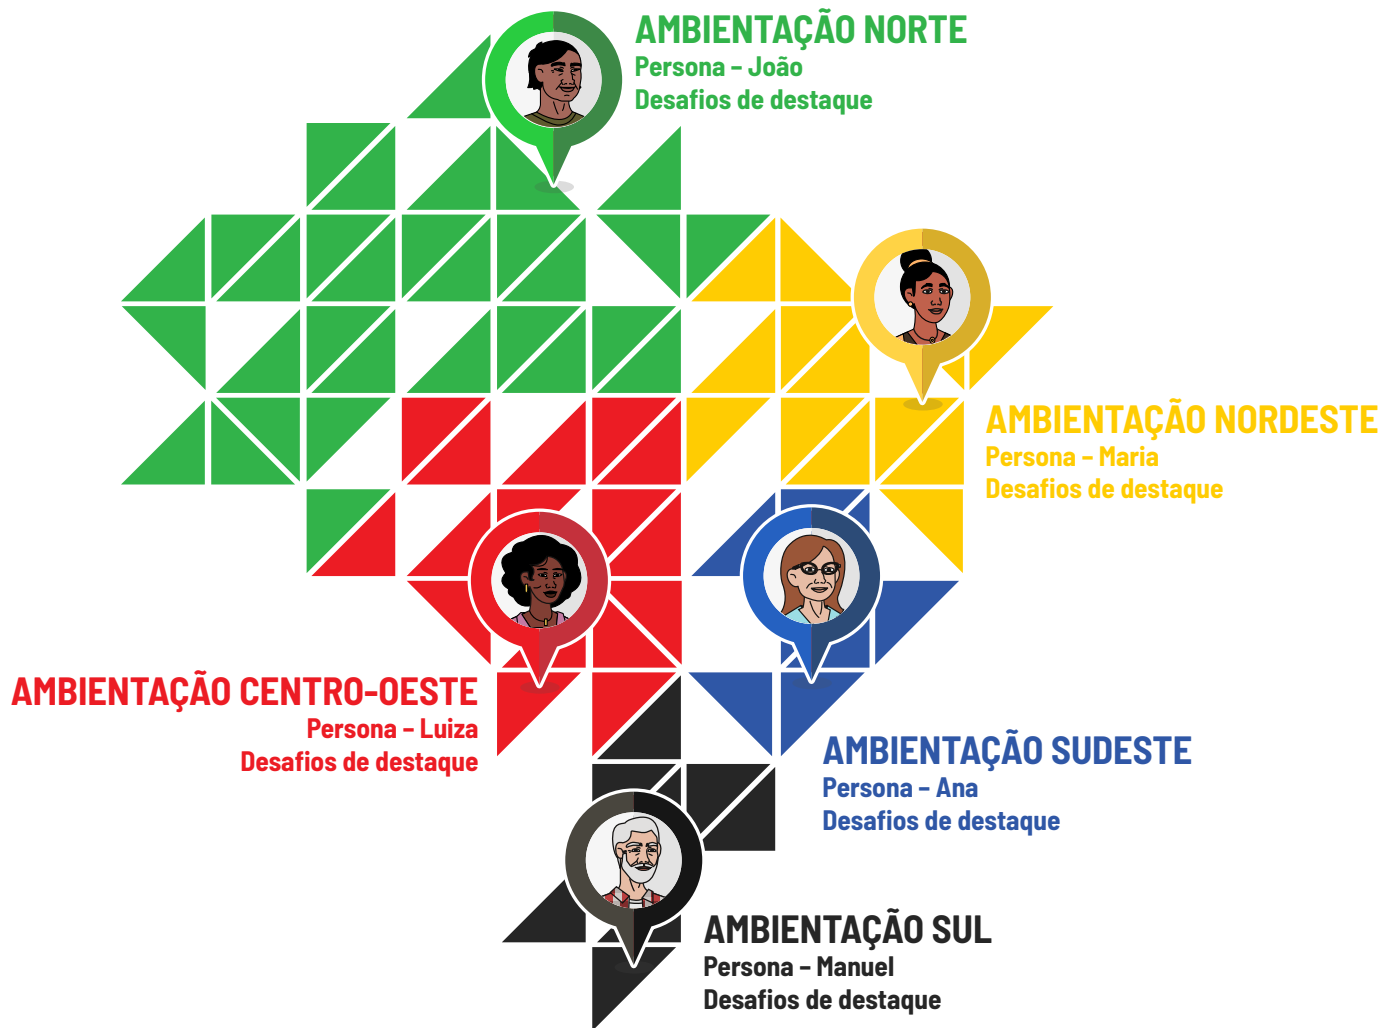 AMBIENTAÇÃO NORTE
Persona – João
Desafios de destaque
AMBIENTAÇÃO NORDESTE
Persona – Maria
Desafios de destaque
AMBIENTAÇÃO CENTRO-OESTE
Persona – Luiza
Desafios de destaque
AMBIENTAÇÃO SUDESTE
Persona – Ana
Desafios de destaque
AMBIENTAÇÃO SUL
Persona – Manuel
Desafios de destaque